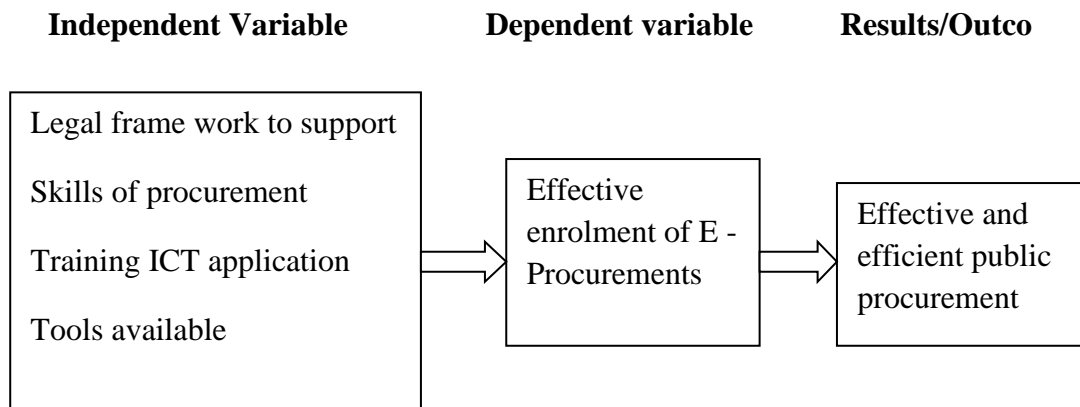 Independent Variable Dependent variable Results/Outco
Legal frame work to support
Skills of procurement
Training ICT application
Tools available
Effective
enrolment of E -
Procurements
Effective and
efficient public
procurement